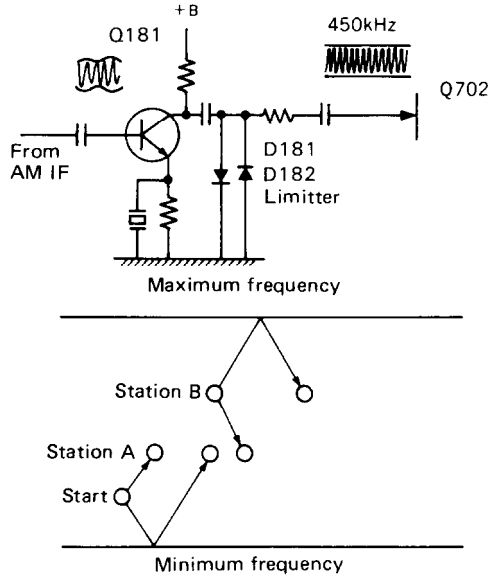 +B
Q181
450kHz
Q702
From
AM IF
D181
D182
Limitter
Maximum frequency
Station B
Station A
Start
Minimum frequency